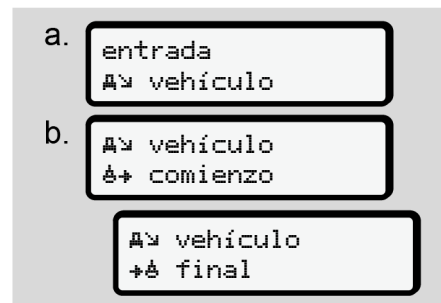 a.
entrada
vehículo
b.
vehículo
comienzo
vehículo
final